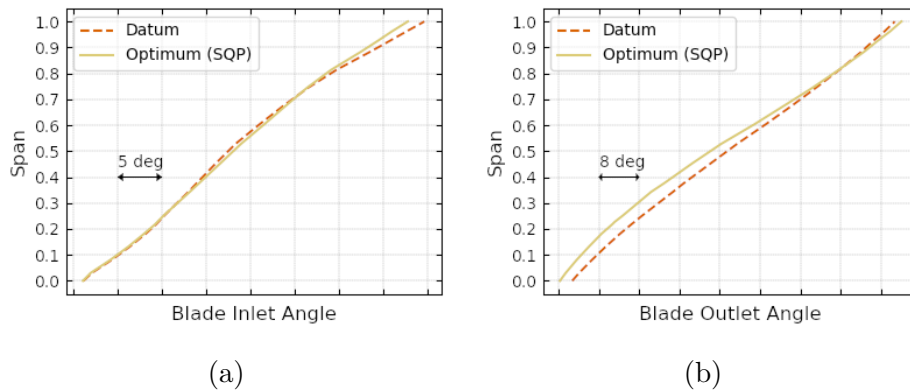 1.0
0.9
0.8
0.7
0.6
0.5
0.4
0.3
0.2
0.1
0.0
Span
Datum
Optimum (SQP)
5 deg
Blade Inlet Angle
(a)
1.0
0.9
0.8
0.7
0.6
0.5
0.4
0.3
0.2
0.1
0.0
Span
Datum
Optimum (SQP)
8 deg
Blade Outlet Angle
(b)